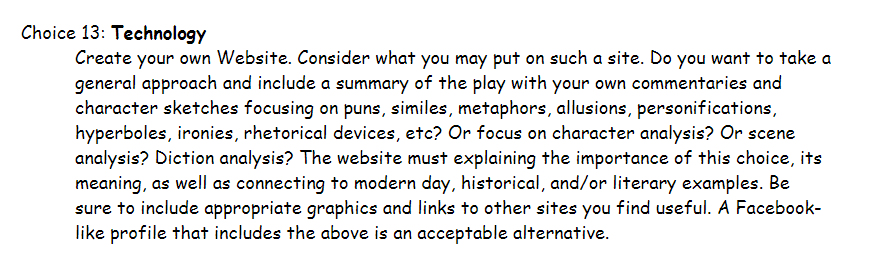 Choice 13: Technology
Create your own Website. Consider what you may put on such a site. Do you want to take a
general approach and include a summary of the play with your own commentaries and
character sketches focusing on puns, similes, metaphors, allusions, personifications,
hyperboles, ironies, rhetorical devices, etc? Or focus on character analysis? Or scene
analysis? Diction analysis? The website must explaining the importance of this choice, its
meaning, as well as connecting to modern day, historical, and/or literary examples. Be
sure to include appropriate graphics and links to other sites you find useful. A Facebook-
like profile that includes the above is an acceptable alternative.